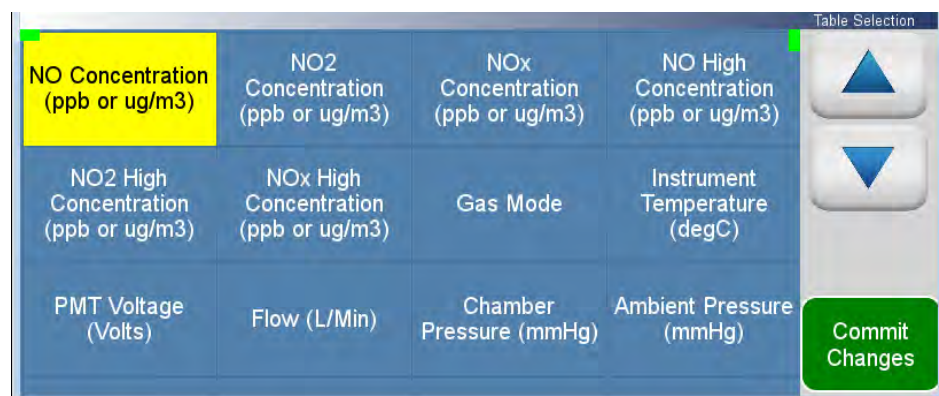 Table Selection
NO Concentration
(ppb or ug/m3)
NO2
Concentration
(ppb or ug/m3)
NOx
Concentration
(ppb or ug/m3)
NO High
Concentration
(ppb or ug/m3)
NO2 High
Concentration
(ppb or ug/m3)
NOx High
Concentration
(ppb or ug/m3)
Gas Mode
Instrument
Temperature
(degC)
PMT Voltage
(Volts)
Flow (L/Min)
Chamber
Pressure (mmHg)
Ambient Pressure
(mmHg)
Commit
Changes